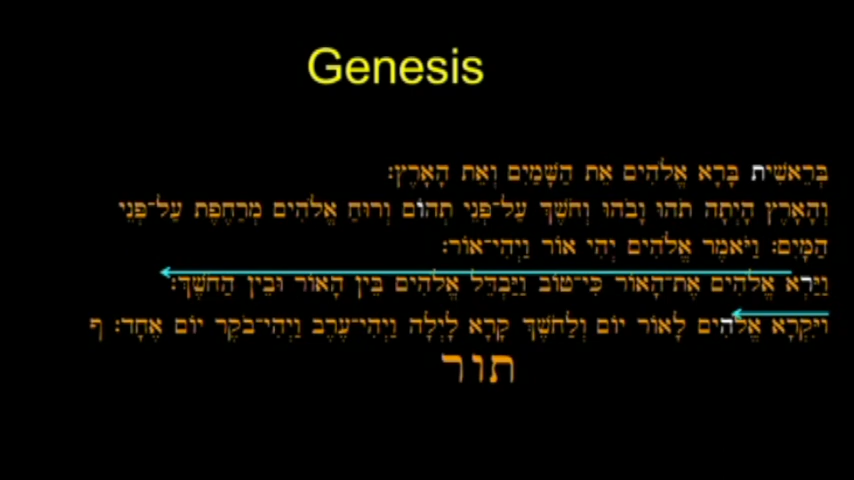 Genesis
בְּרֵאשִׁית בָּרָא אֱלֹהִים אֵת הַשָּׁמַיִם וְאֵת הָאָרֶץ׃
וְהָאָרֶץ הָיְתָה תֹהוּ וָבֹהוּ וְחֹשֶׁךְ עַל־פְּנֵי תְהוֹם וְרוּחַ אֱלֹהִים מְרַחֶפֶת עַל־פְּנֵי
הַמָּיִם׃ וַיֹּאמֶר אֱלֹהִים יְהִי אוֹר וַיְהִי־אוֹר׃
וַיַּרְא אֱלֹהִים אֶת־הָאוֹר כִּי־טוֹב וַיַּבְדֵּל אֱלֹהִים בֵּין הָאוֹר וּבֵין הַחֹשֶׁךְ׃
וַיִּקְרָא אֱלֹהִים לָאוֹר יוֹם וְלַחֹשֶׁךְ קָרָא לָיְלָה וַיְהִי־עֶרֶב וַיְהִי־בֹקֶר יוֹם אֶחָד׃ ף
תור